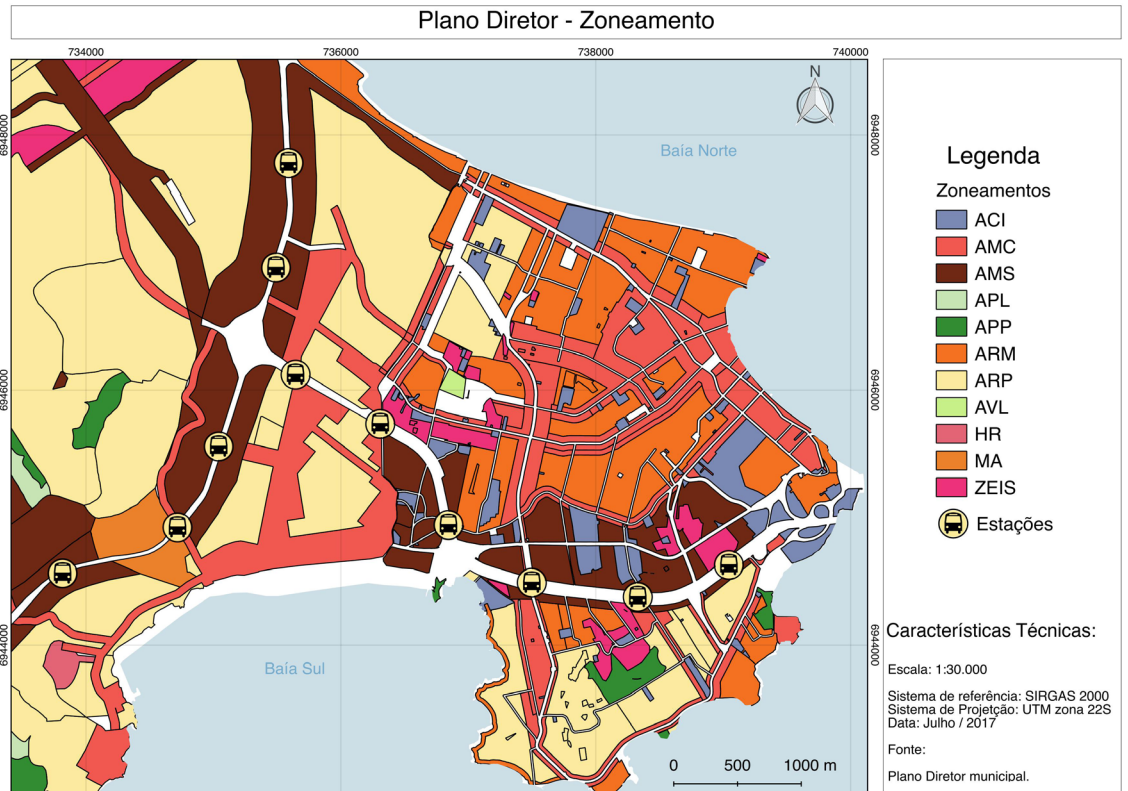 Plano Diretor - Zoneamento
734000
736000
738000
740000
6948000
6946000
6944000
6948000
6946000
6944000
N
Baía Norte
Baía Sul
0 500 1000 m
Legenda
Zoneamentos
ACI
AMC
AMS
APL
APP
ARM
ARP
AVL
HR
MA
ZEIS
Estações
Características Técnicas:
Escala: 1:30.000
Sistema de referência: SIRGAS 2000
Sistema de Projetção: UTM zona 22S
Data: Julho / 2017
Fonte:
Plano Diretor municipal.